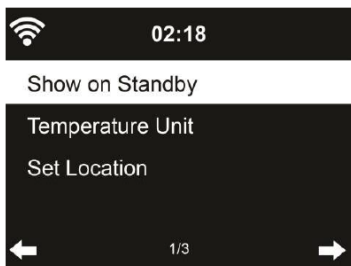 02:18
Show on Standby
Temperature Unit
Set Location
1/3